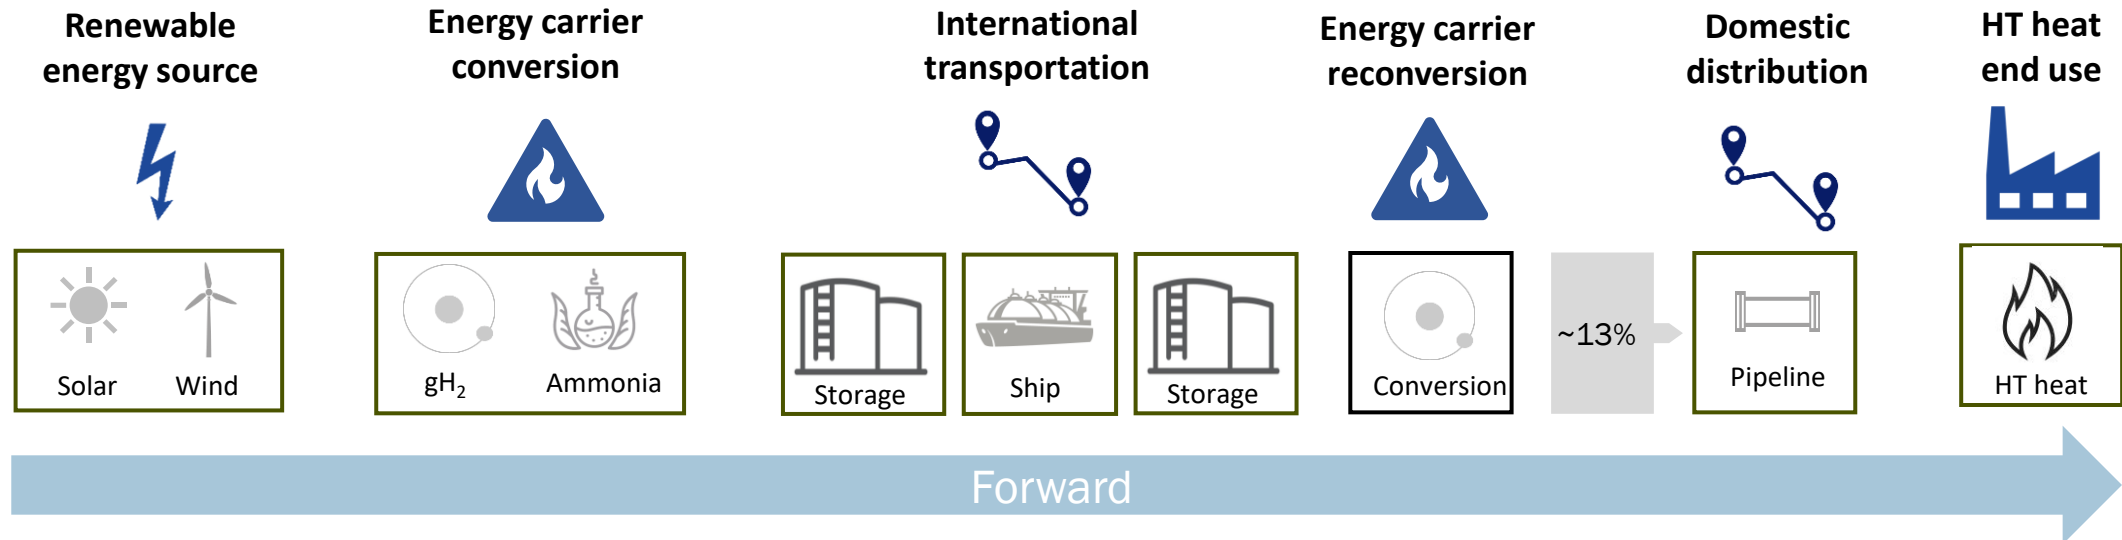 Renewable
energy source
Energy carrier
conversion
International
transportation
Energy carrier
reconversion
Domestic
distribution
HT heat
end use
Solar
Wind
gH₂
Ammonia
Storage
Ship
Storage
Conversion
~13%
Pipeline
HT heat
Forward